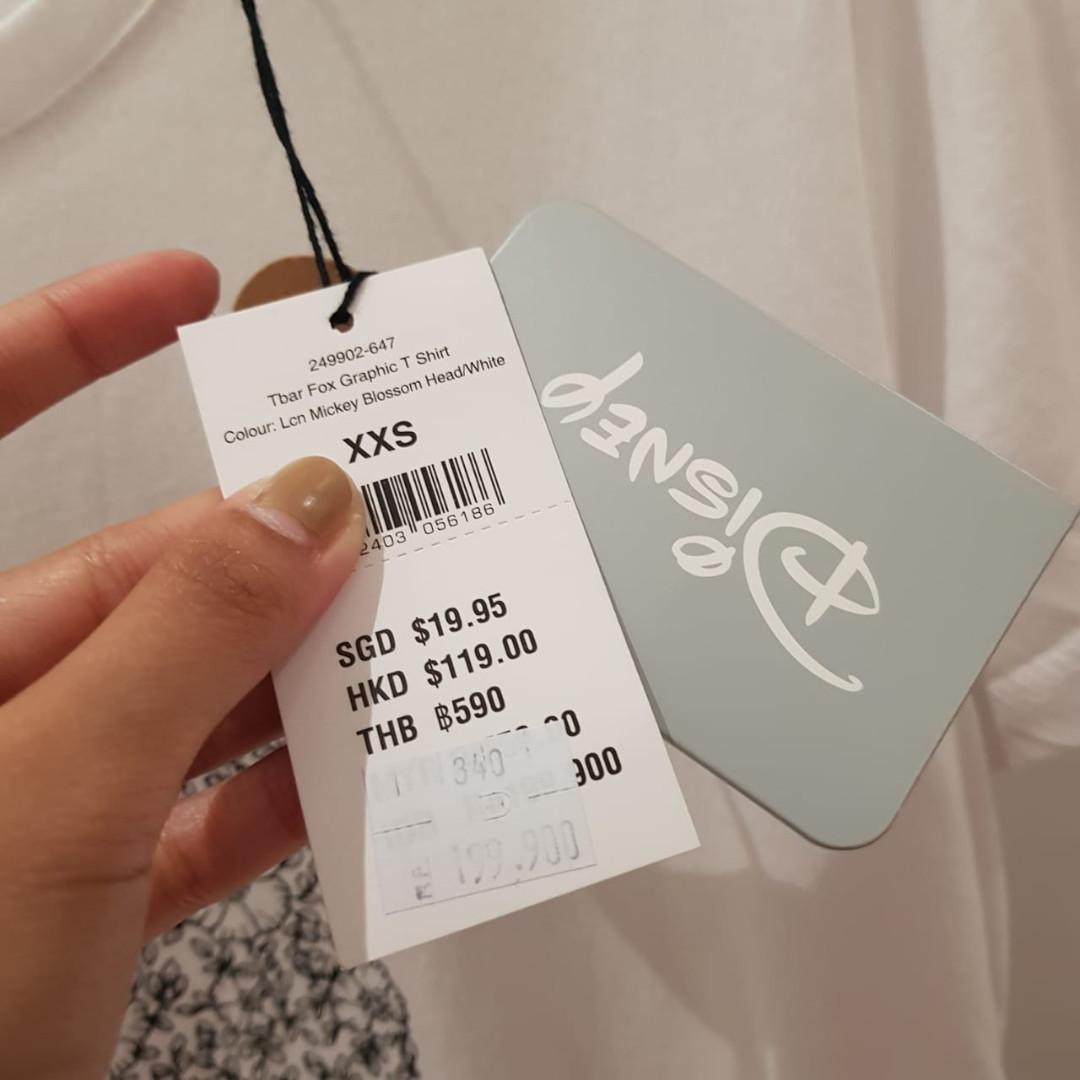 249902-647
Tbar Fox Graphic T Shirt
Colour: Lcn Mickey Blossom Head/White
XXS
2403 056186
SGD $19.95
HKD $119.00
THB ฿590
340
900
199.900
Disney